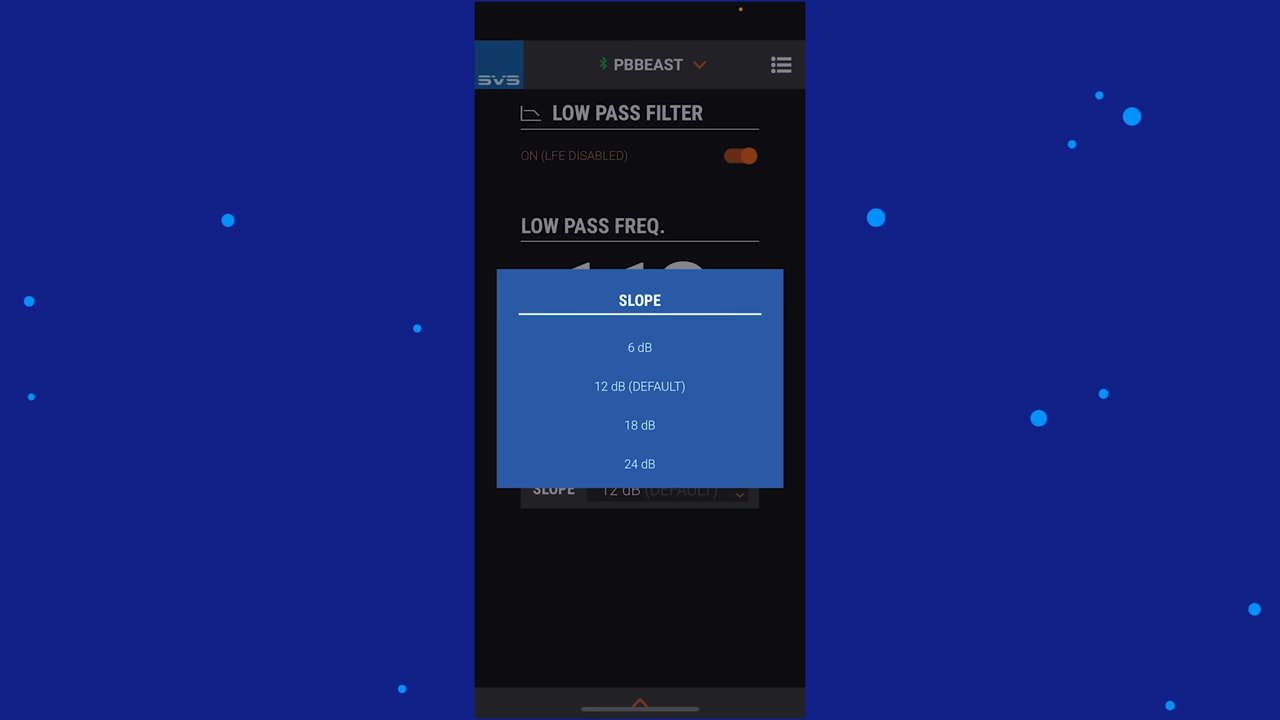 SVS
PBBEAST
LOW PASS FILTER
ON (LFE DISABLED)
LOW PASS FREQ.
SLOPE
6 dB
12 dB (DEFAULT)
18 dB
24 dB
SLOPE 12 dB (DEFAULT)